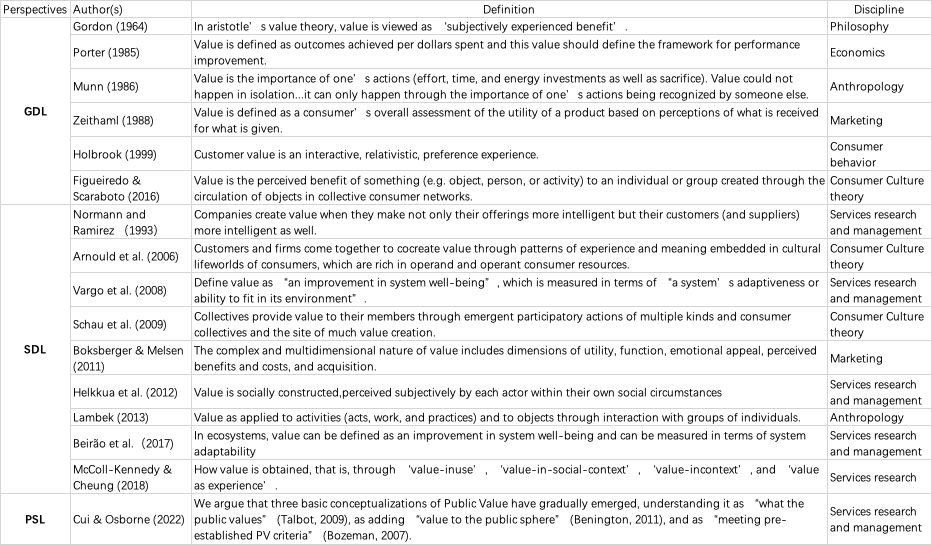 Perspectives Author(s) Definition Discipline
GDL
Gordon (1964)
In aristotle' s value theory, value is viewed as 'subjectively experienced benefit' .
Philosophy
Porter (1985)
Value is defined as outcomes achieved per dollars spent and this value should define the framework for performance
improvement.
Economics
Munn (1986)
Value is the importance of one' s actions (effort, time, and energy investments as well as sacrifice). Value could not
happen in isolation...it can only happen through the importance of one' s actions being recognized by someone else.
Anthropology
Zeithaml (1988)
Value is defined as a consumer' s overall assessment of the utility of a product based on perceptions of what is received
for what is given.
Marketing
Holbrook (1999)
Customer value is an interactive, relativistic, preference experience.
Consumer
behavior
Figueiredo &
Scaraboto (2016)
Value is the perceived benefit of something (e.g. object, person, or activity) to an individual or group created through the
circulation of objects in collective consumer networks.
Consumer Culture
theory
SDL
Normann and
Ramirez (1993)
Companies create value when they make not only their offerings more intelligent but their customers (and suppliers)
more intelligent as well.
Services research
and management
Arnould et al. (2006)
Customers and firms come together to cocreate value through patterns of experience and meaning embedded in cultural
lifeworlds of consumers, which are rich in operand and operant consumer resources.
Consumer Culture
theory
Vargo et al. (2008)
Define value as "an improvement in system well-being" , which is measured in terms of "a system' s adaptiveness or
ability to fit in its environment" .
Services research
and management
Schau et al. (2009)
Collectives provide value to their members through emergent participatory actions of multiple kinds and consumer
collectives and the site of much value creation.
Consumer Culture
theory
Boksberger & Melsen
(2011)
The complex and multidimensional nature of value includes dimensions of utility, function, emotional appeal, perceived
benefits and costs, and acquisition.
Marketing
Helkkua et al. (2012)
Value is socially constructed,perceived subjectively by each actor within their own social circumstances
Services research
and management
Lambek (2013)
Value as applied to activities (acts, work, and practices) and to objects through interaction with groups of individuals.
Anthropology
Beirão et al. (2017)
In ecosystems, value can be defined as an improvement in system well-being and can be measured in terms of system
adaptability
Services research
and management
McColl-Kennedy &
Cheung (2018)
How value is obtained, that is, through 'value-inuse' , 'value-in-social-context' , 'value-incontext' , and 'value
as experience' .
Services research
PSL
Cui & Osborne (2022)
We argue that three basic conceptualizations of Public Value have gradually emerged, understanding it as "what the
public values" (Talbot, 2009), as adding "value to the public sphere" (Benington, 2011), and as "meeting pre-
established PV criteria" (Bozeman, 2007).
Services research
and management